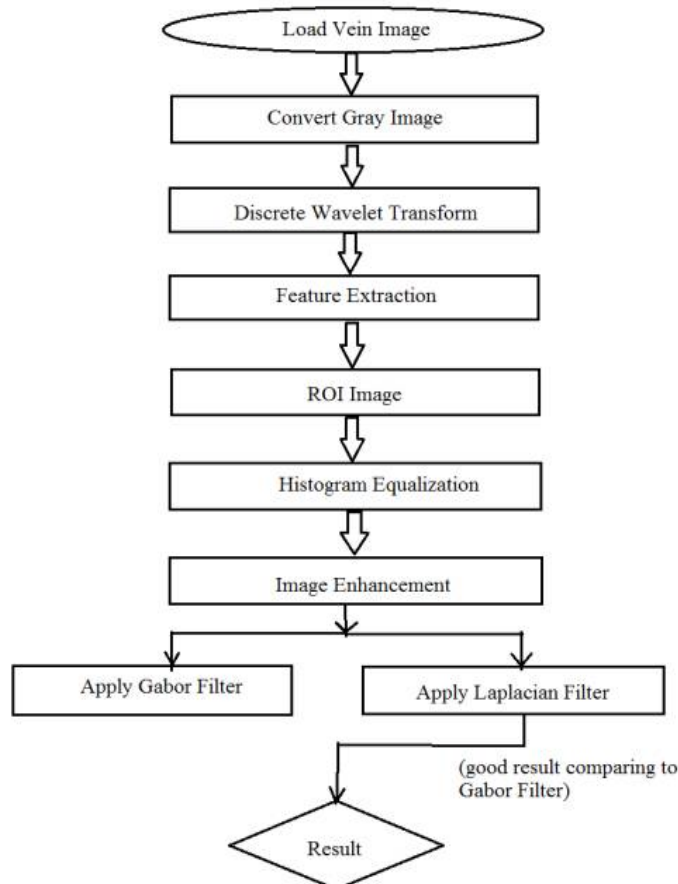 Load Vein Image
Convert Gray Image
Discrete Wavelet Transform
Feature Extraction
ROI Image
Histogram Equalization
Image Enhancement
Apply Gabor Filter
Apply Laplacian Filter
(good result comparing to
Gabor Filter)
Result